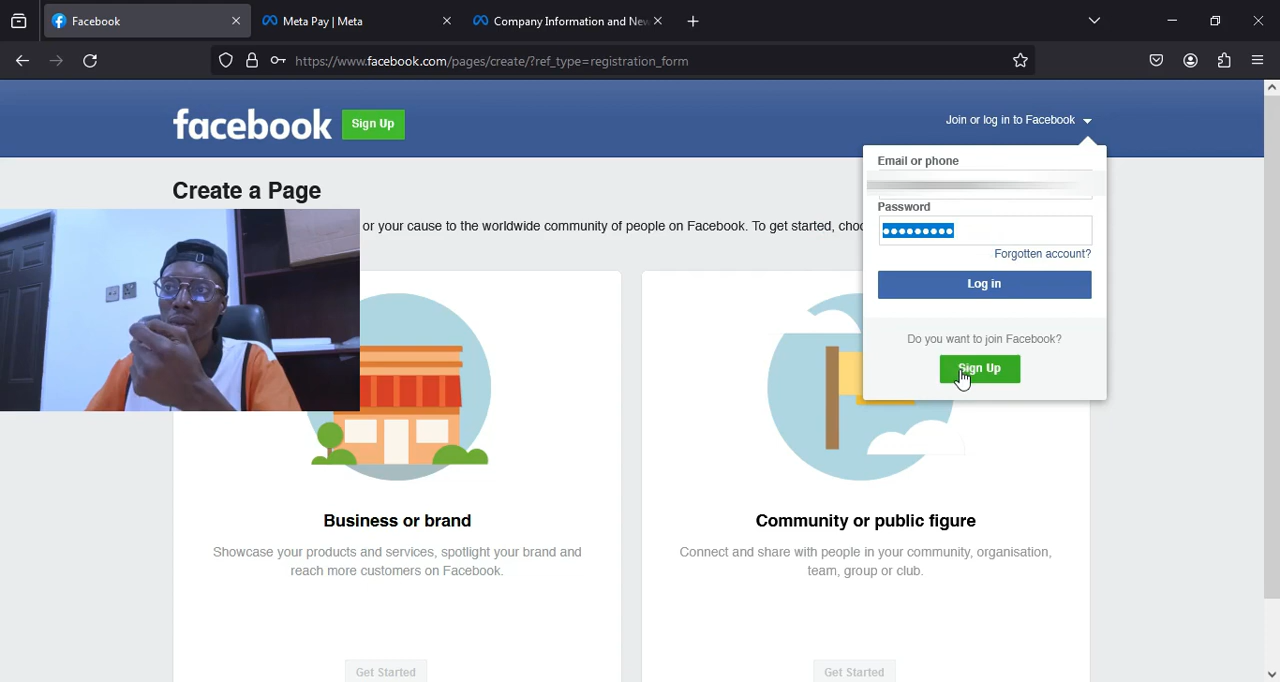 Facebook
Meta Pay | Meta
Company Information and New
https://www.facebook.com/pages/create/?ref_type=registration_form
facebook
Sign Up
Join or log in to Facebook
Create a Page
or your cause to the worldwide community of people on Facebook. To get started, choo
Email or phone
Password
Forgotten account?
Log in
Do you want to join Facebook?
Sign Up
Business or brand
Showcase your products and services, spotlight your brand and
reach more customers on Facebook.
Get Started
Community or public figure
Connect and share with people in your community, organisation,
team, group or club.
Get Started